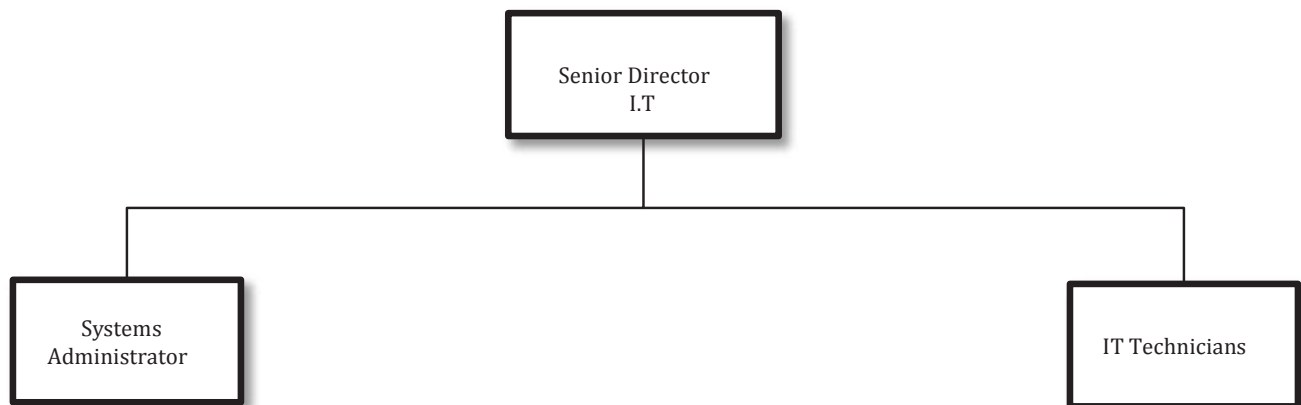 Senior Director
I.T
Systems
Administrator
IT Technicians